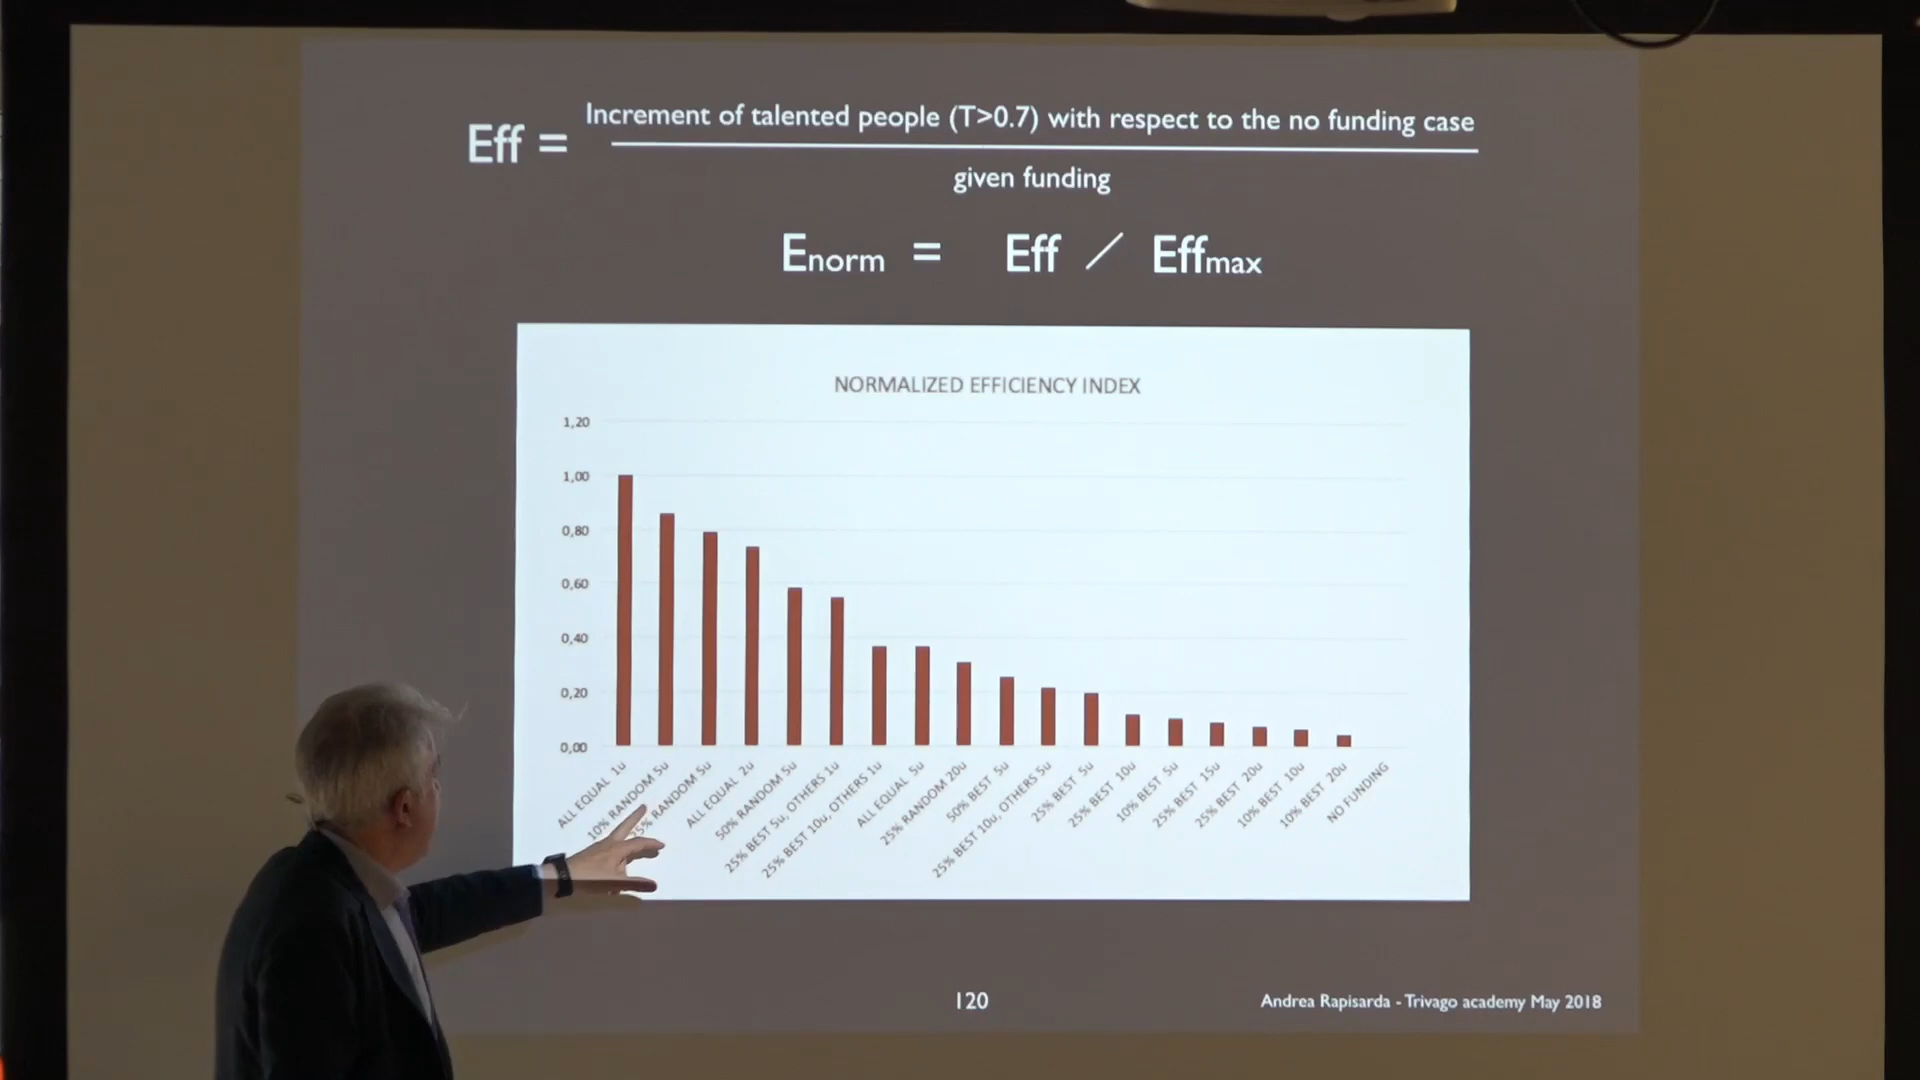 Increment of talented people (T>0.7) with respect to the no funding case
Eff =
given funding
Enorm = Eff / Effmax
NORMALIZED EFFICIENCY INDEX
1,20
1,00
0,80
0,60
0,40
0,20
0,00
ALL EQUAL 1u
10% RANDOM 5u
25% RANDOM 5u
ALL EQUAL 2u
50% RANDOM 5u
25% BEST 5u, OTHERS 1u
25% BEST 10u, OTHERS 1u
ALL EQUAL 5u
25% RANDOM 20u
50% BEST 5u
25% BEST 10u, OTHERS 5u
25% BEST 5u
25% BEST 10u
10% BEST 5u
25% BEST 15u
25% BEST 20u
10% BEST 10u
10% BEST 20u
NO FUNDING
120
Andrea Rapisarda - Trivago academy May 2018